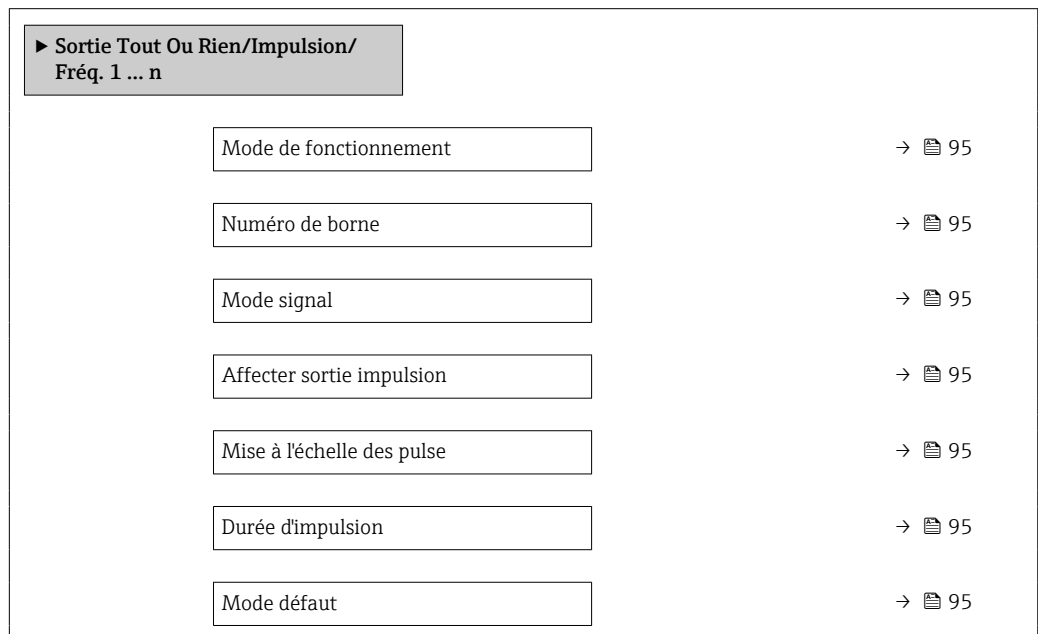 ▶ Sortie Tout Ou Rien/Impulsion/
Fréq. 1 … n
Mode de fonctionnement → 95
Numéro de borne → 95
Mode signal → 95
Affecter sortie impulsion → 95
Mise à l'échelle des pulse → 95
Durée d'impulsion → 95
Mode défaut → 95